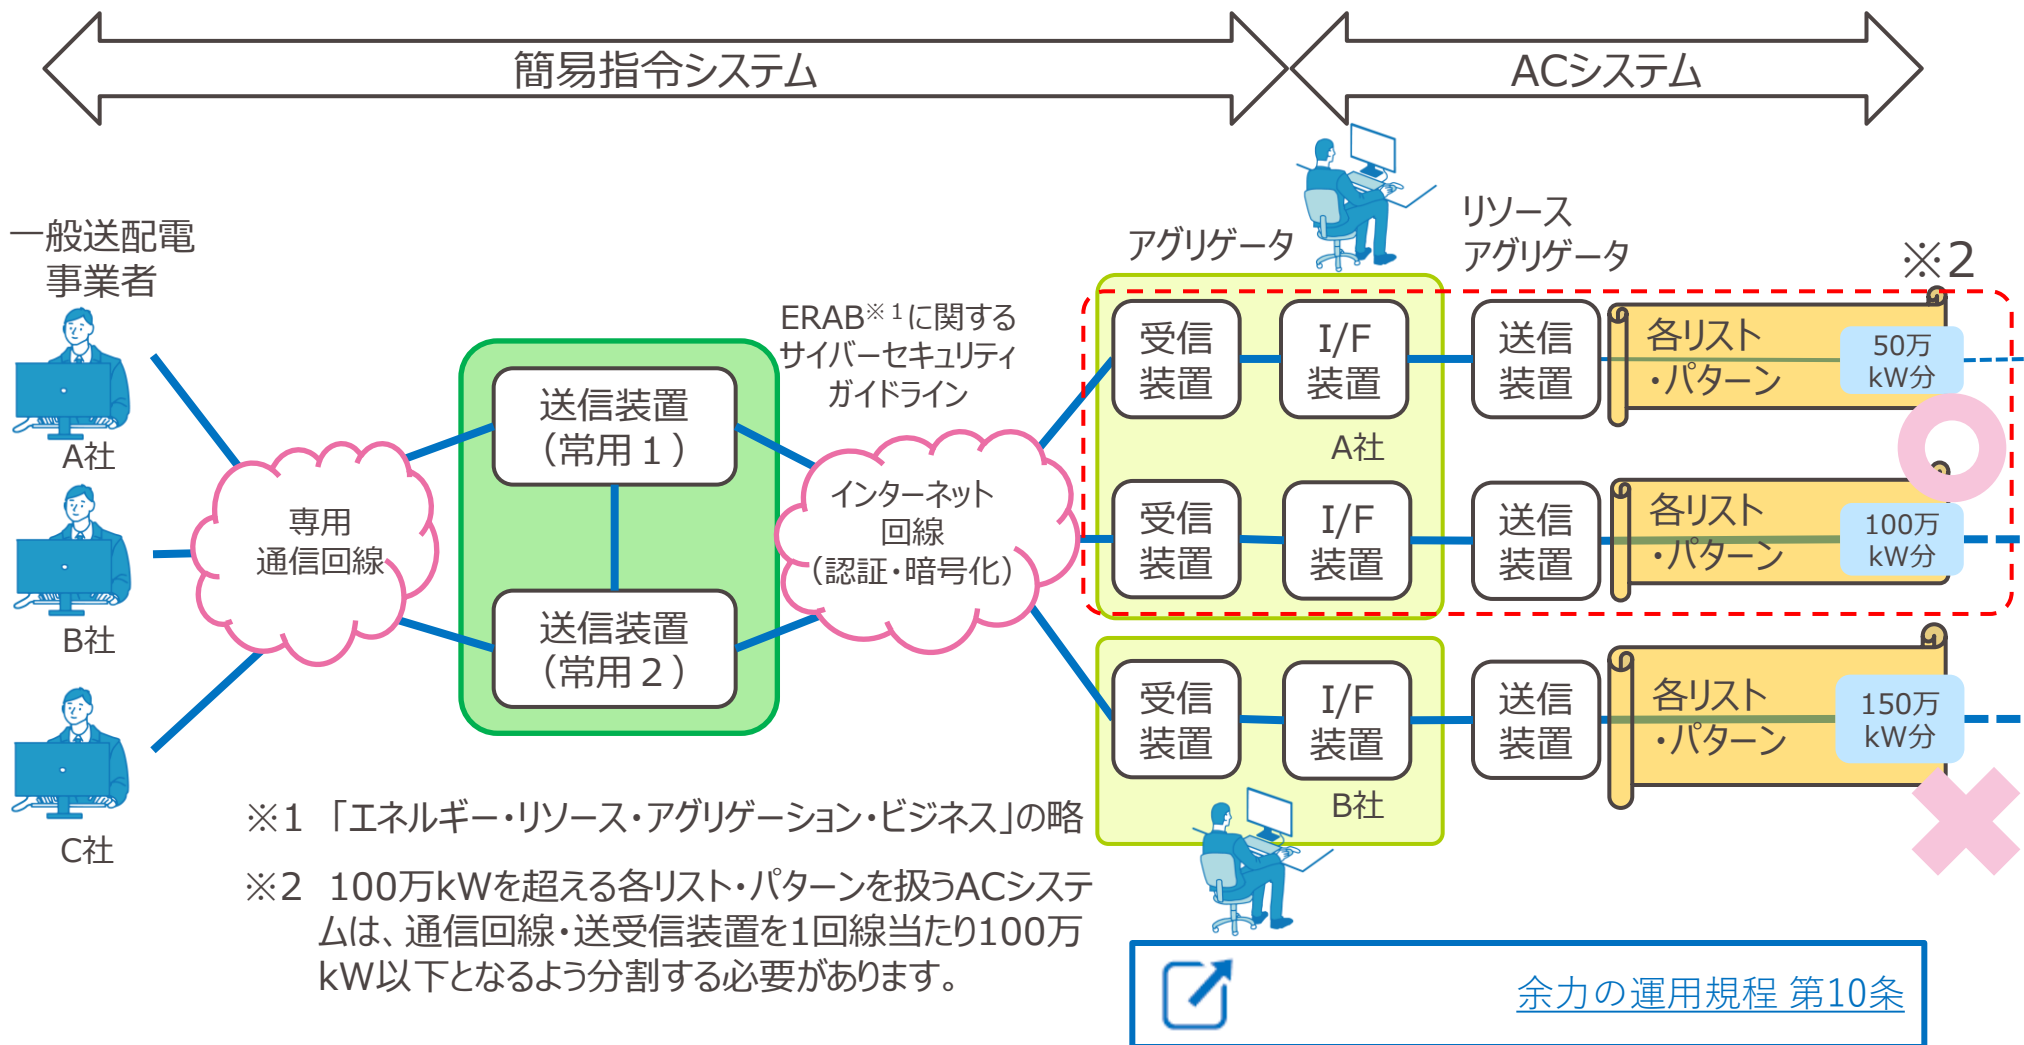 簡易指令システム
ACシステム
一般送配電
事業者
A社
B社
C社
専用
通信回線
送信装置
(常用1)
送信装置
(常用2)
ERAB※1に関する
サイバーセキュリティ
ガイドライン
インターネット
回線
(認証・暗号化)
アグリゲータ
リソース
アグリゲータ
※2
受信
装置
I/F
装置
送信
装置
各リスト
・パターン
50万
kW分
A社
受信
装置
I/F
装置
送信
装置
各リスト
・パターン
100万
kW分
受信
装置
I/F
装置
送信
装置
各リスト
・パターン
150万
kW分
B社
※1 「エネルギー・リソース・アグリゲーション・ビジネス」の略
※2 100万kWを超える各リスト・パターンを扱うACシステ
ムは、通信回線・送受信装置を1回線当たり100万
kW以下となるよう分割する必要があります。
余力の運用規程 第10条